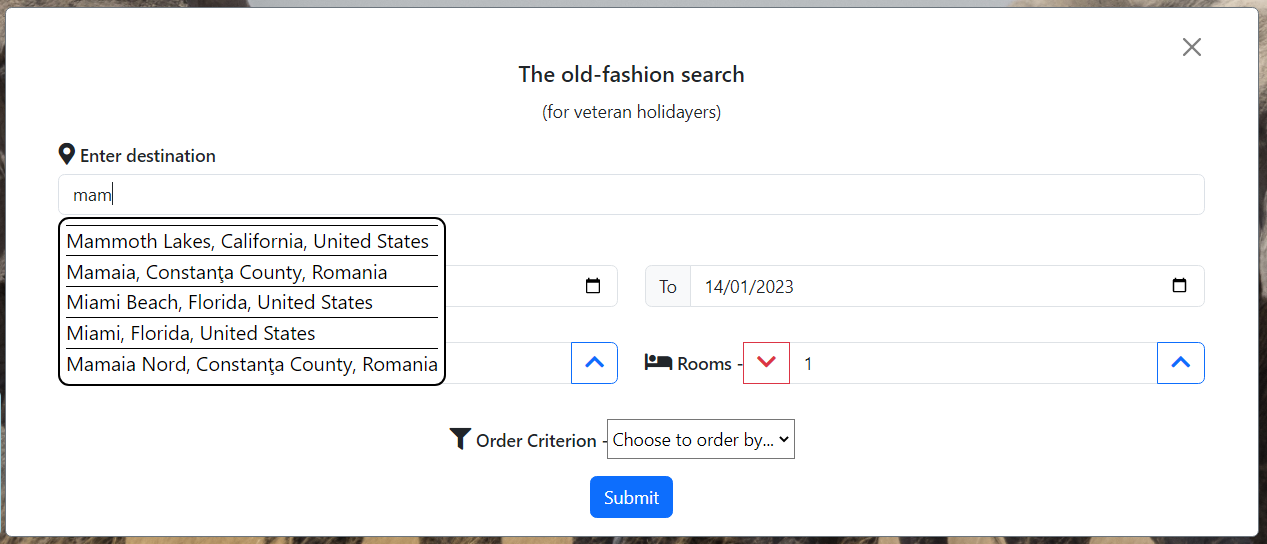 The old-fashion search
(for veteran holidayers)
Enter destination
mam
Mammoth Lakes, California, United States
Mamaia, Constanţa County, Romania
Miami Beach, Florida, United States
Miami, Florida, United States
Mamaia Nord, Constanţa County, Romania
To 14/01/2023
Rooms - 1
Order Criterion - Choose to order by...
Submit